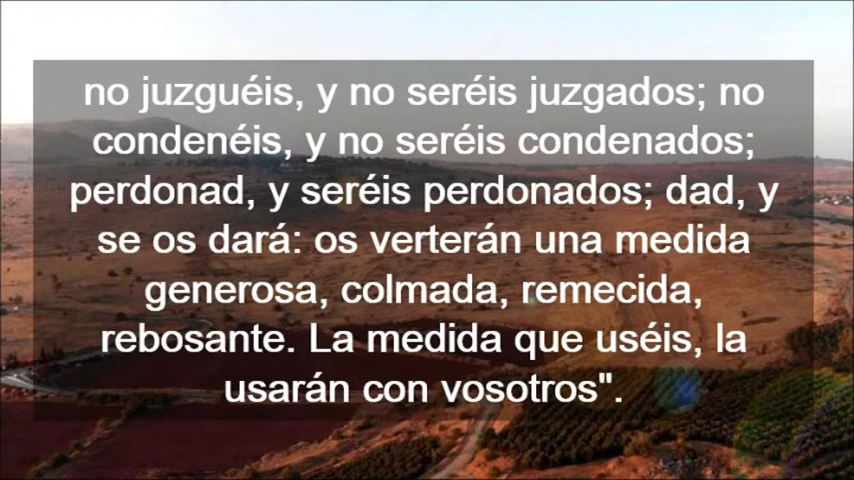 no juzguéis, y no seréis juzgados; no
condenéis, y no seréis condenados;
perdonad, y seréis perdonados; dad, y
se os dará: os verterán una medida
generosa, colmada, remecida,
rebosante. La medida que uséis, la
usarán con vosotros".